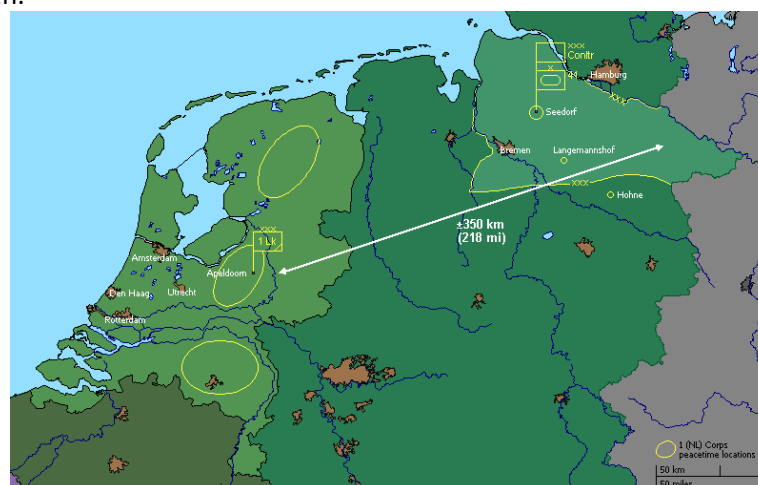 XXX
X
41
Hamburg
Seedorf
Bremen
Langemannshof
XXX
XXX
Hohne
±350 km
(218 mi)
XXX
1 Lk
Amsterdam
Apeldoorn
Den Haag
Utrecht
Rotterdam
1 (NL) Corps
peacetime locations
50 km
50 miles